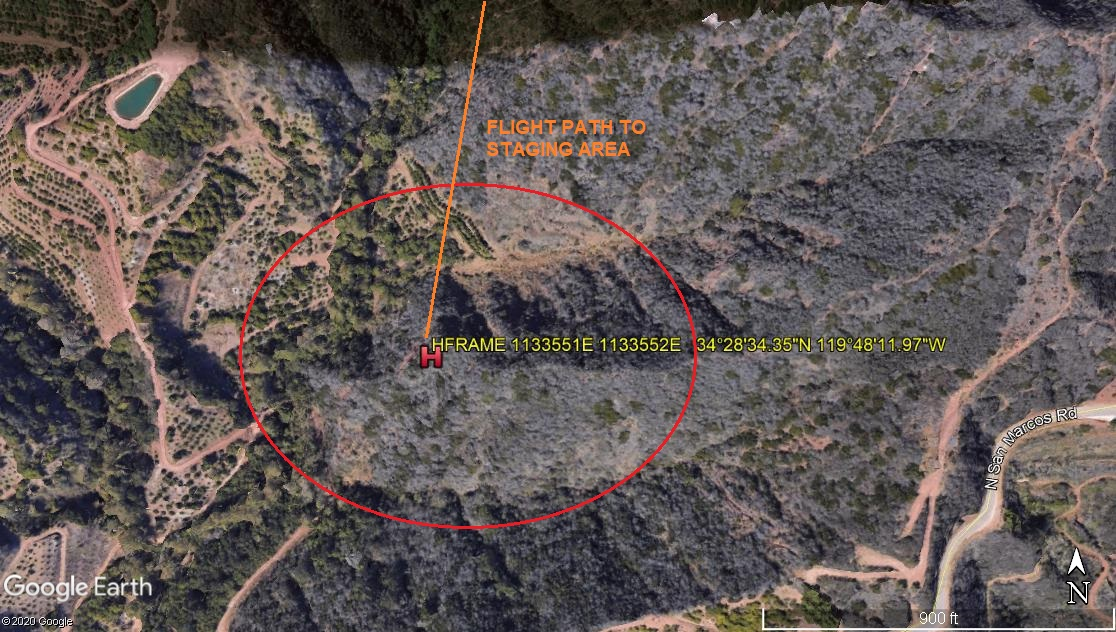 FLIGHT PATH TO
STAGING AREA
HFRAME 1133551E 1133552E 34°28'34.35"N 119°48'11.97"W
H
N San Marcos Rd
Google Earth
©2020 Google
N
900 ft